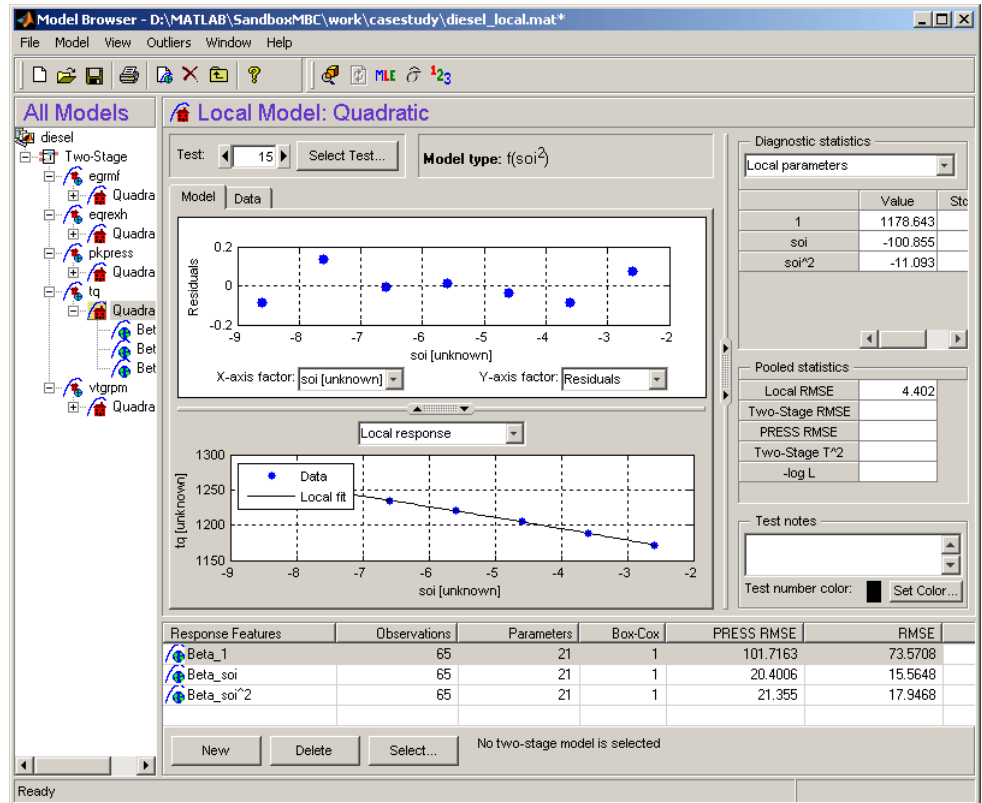 Model Browser - D:\MATLAB\SandboxMBC\work\casestudy\diesel_local.mat*
File Model View Outliers Window Help
MLE σ̂ 123
All Models
diesel
Two-Stage
egrmf
Quadra
eqrexh
Quadra
pkpress
Quadra
tq
Quadra
Bet
Bet
Bet
vtgrpm
Quadra
Local Model: Quadratic
Test: 15 Select Test...
Model type: f(soi²)
Model Data
Residuals
0.2
0
-0.2
-9 -8 -7 -6 -5 -4 -3 -2
soi [unknown]
X-axis factor: soi [unknown] Y-axis factor: Residuals
Local response
tq [unknown]
1300
1250
1200
1150
Data
Local fit
-9 -8 -7 -6 -5 -4 -3 -2
soi [unknown]
Diagnostic statistics
Local parameters
Value Stc
1 1178.643
soi -100.855
soi^2 -11.093
Pooled statistics
Local RMSE 4.402
Two-Stage RMSE
PRESS RMSE
Two-Stage T^2
-log L
Test notes
Test number color: Set Color...
Response Features Observations Parameters Box-Cox PRESS RMSE RMSE
Beta_1 65 21 1 101.7163 73.5708
Beta_soi 65 21 1 20.4006 15.5648
Beta_soi^2 65 21 1 21.355 17.9468
New Delete Select... No two-stage model is selected
Ready